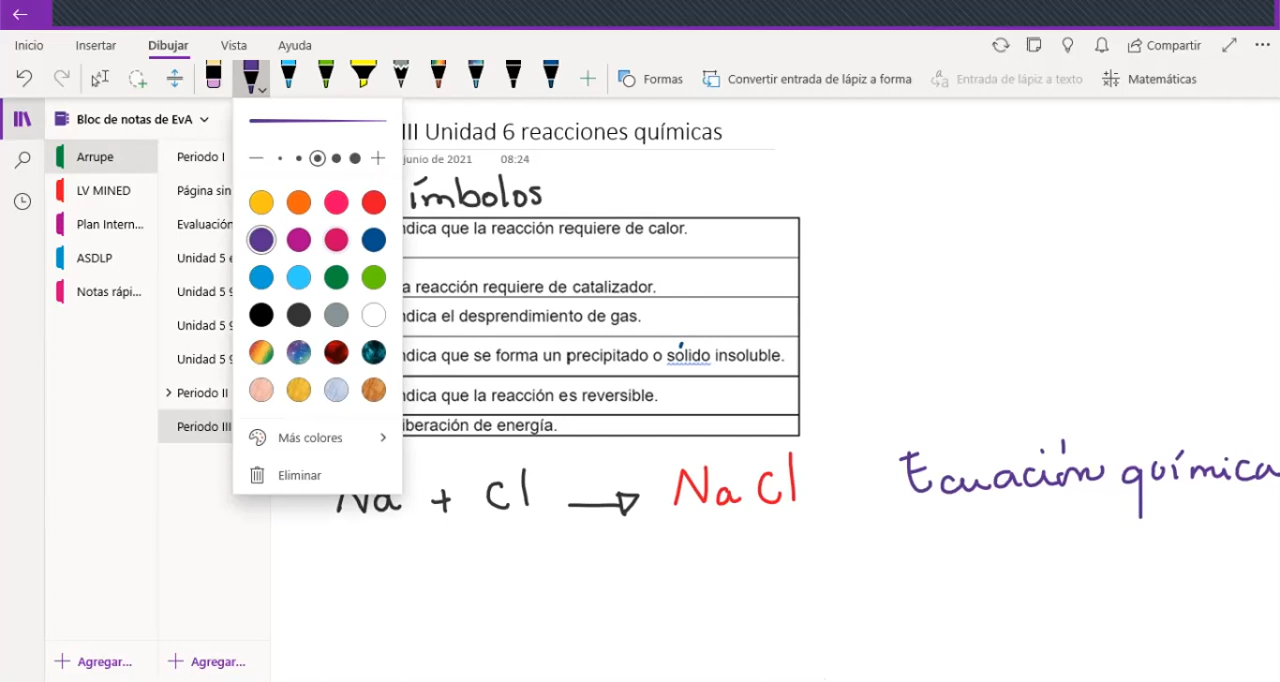 Inicio Insertar Dibujar Vista Ayuda Compartir
Formas Convertir entrada de lápiz a forma Entrada de lápiz a texto Matemáticas
Bloc de notas de EvA
Arrupe
LV MINED
Plan Intern...
ASDLP
Notas rápi...
Periodo I
Página sin
Evaluación
Unidad 5 e
Unidad 5 9
Unidad 5 9
Unidad 5 9
Periodo II
Periodo III
Más colores
Eliminar
III Unidad 6 reacciones químicas
junio de 2021 08:24
ímbolos
ndica que la reacción requiere de calor.
a reacción requiere de catalizador.
ndica el desprendimiento de gas.
ndica que se forma un precipitado o sólido insoluble.
ndica que la reacción es reversible.
iberación de energía.
Na + Cl → NaCl
Ecuación química
+ Agregar... + Agregar...